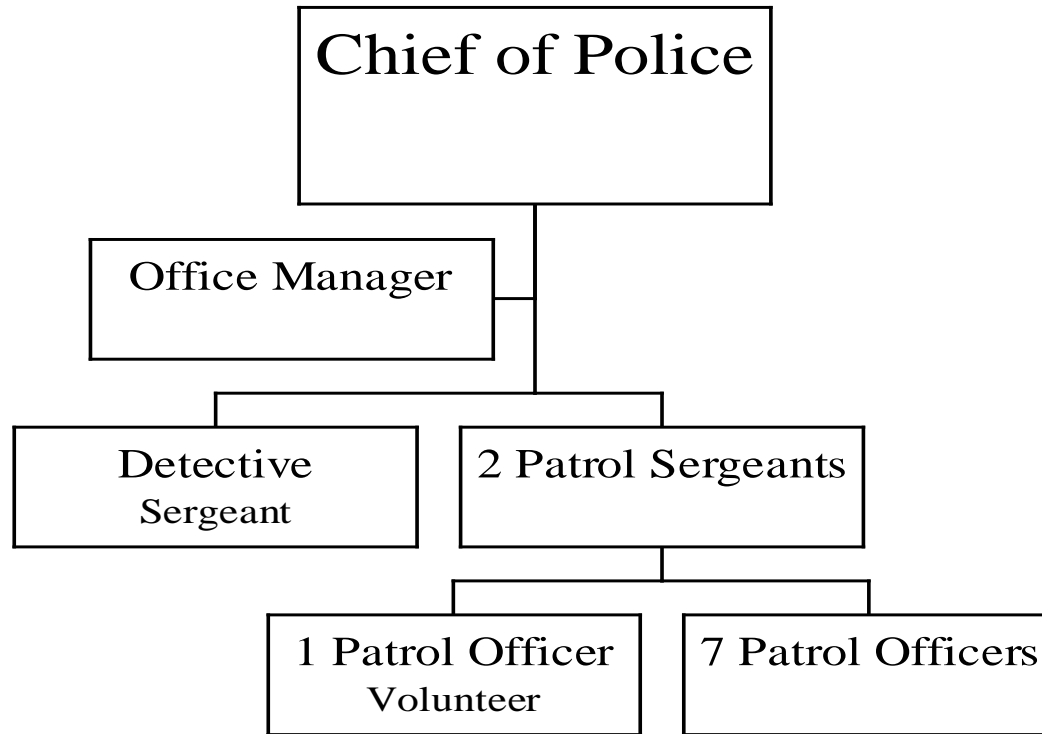 Chief of Police
Office Manager
Detective
Sergeant
2 Patrol Sergeants
1 Patrol Officer
Volunteer
7 Patrol Officers